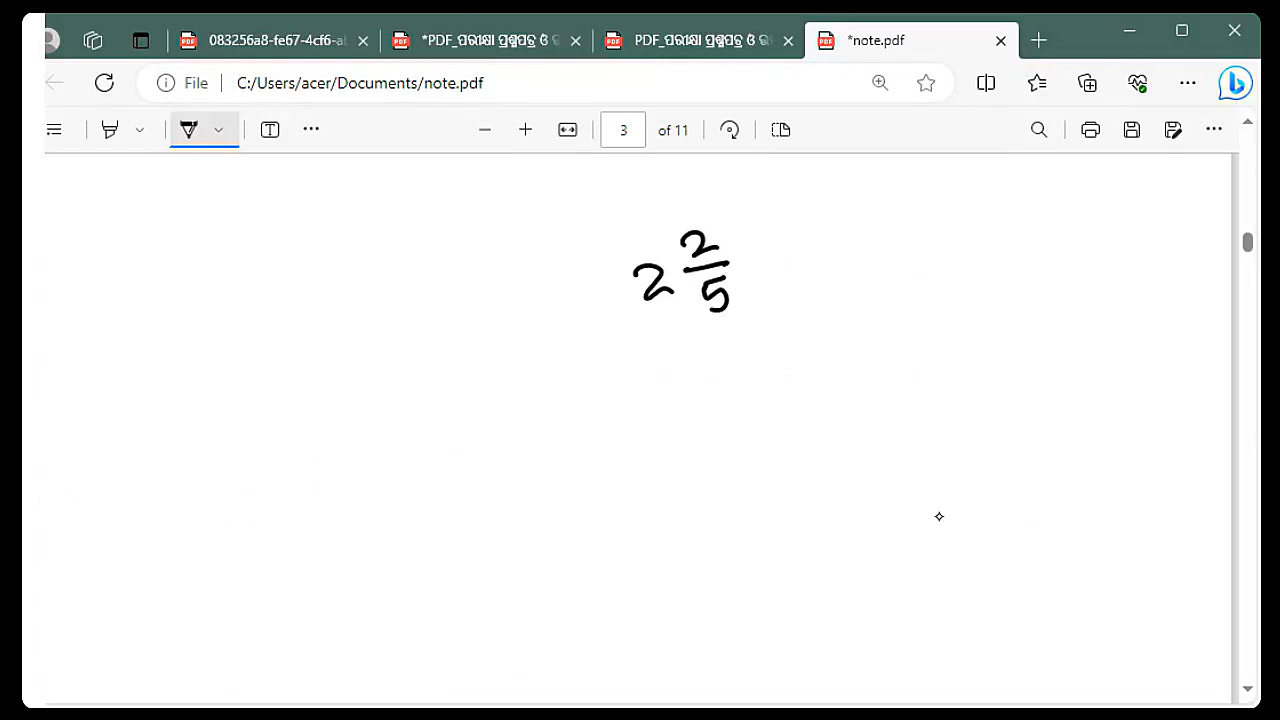 083256a8-fe67-4cf6-a
*PDF_ପରୀକ୍ଷା ପ୍ରସ୍ତୁତି ଓ
PDF_ପରୀକ୍ଷା ପ୍ରସ୍ତୁତି ଓ
*note.pdf
File C:/Users/acer/Documents/note.pdf
3 of 11
2 2/5